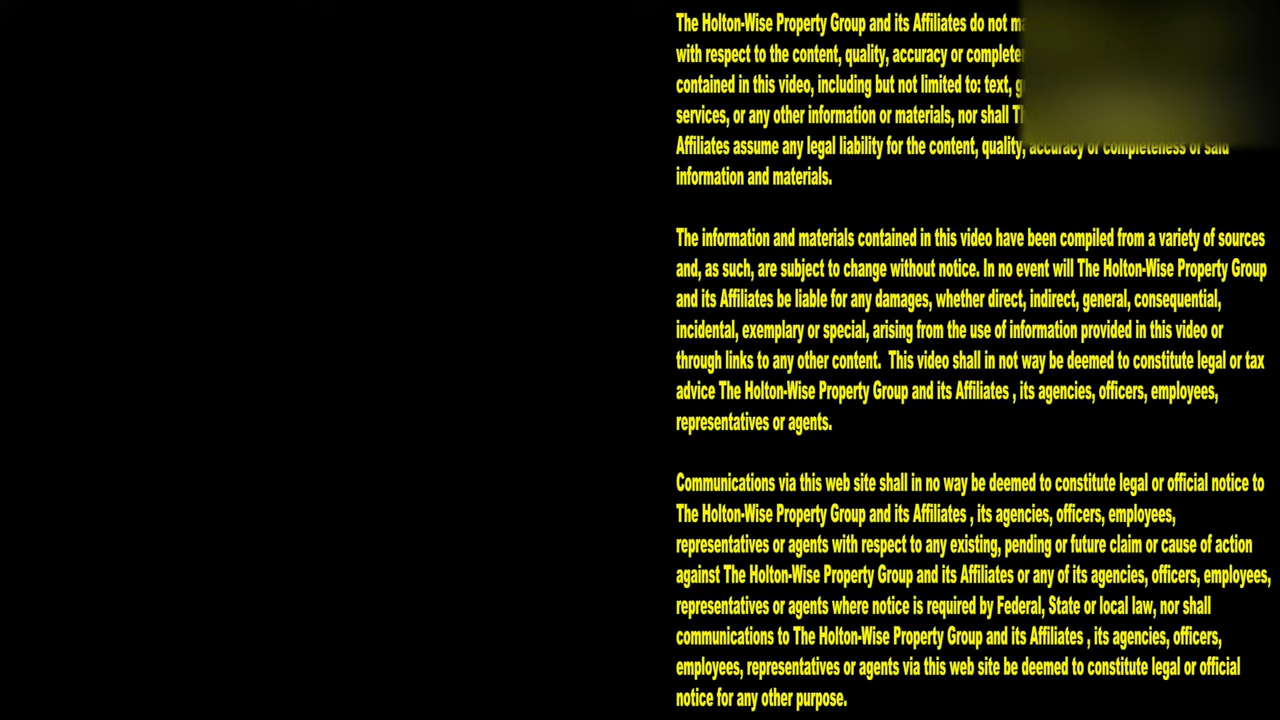 The Holton-Wise Property Group and its Affiliates do not
with respect to the content, quality, accuracy or
contained in this video, including but not limited to: text,
services, or any other information or materials, nor shall
Affiliates assume any legal liability for the content, quality, accuracy or completeness of said
information and materials.
The information and materials contained in this video have been compiled from a variety of sources
and, as such, are subject to change without notice. In no event will The Holton-Wise Property Group
and its Affiliates be liable for any damages, whether direct, indirect, general, consequential,
incidental, exemplary or special, arising from the use of information provided in this video or
through links to any other content.  This video shall in not way be deemed to constitute legal or tax
advice The Holton-Wise Property Group and its Affiliates , its agencies, officers, employees,
representatives or agents.
Communications via this web site shall in no way be deemed to constitute legal or official notice to
The Holton-Wise Property Group and its Affiliates , its agencies, officers, employees,
representatives or agents with respect to any existing, pending or future claim or cause of action
against The Holton-Wise Property Group and its Affiliates or any of its agencies, officers, employees,
representatives or agents where notice is required by Federal, State or local law, nor shall
communications to The Holton-Wise Property Group and its Affiliates , its agencies, officers,
employees, representatives or agents via this web site be deemed to constitute legal or official
notice for any other purpose.